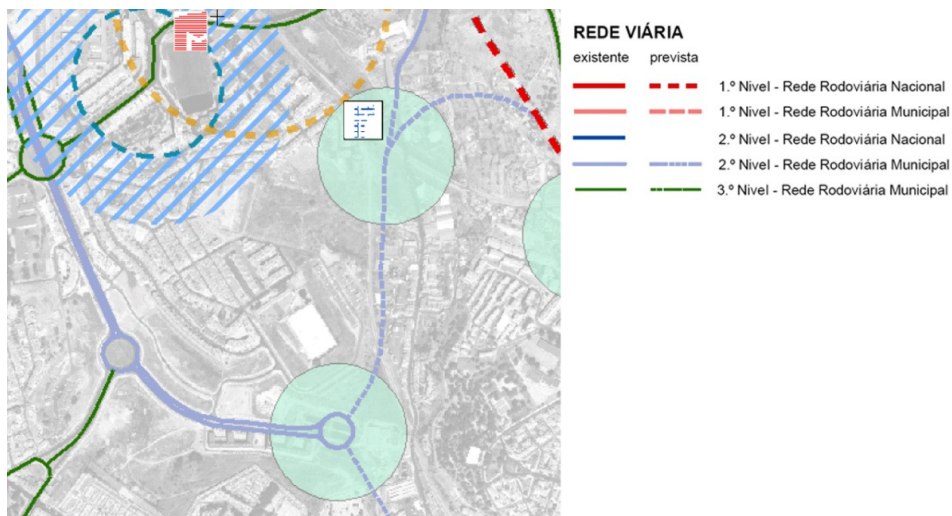 REDE VIÁRIA
existente prevista
1.º Nivel - Rede Rodoviária Nacional
1.º Nivel - Rede Rodoviária Municipal
2.º Nivel - Rede Rodoviária Nacional
2.º Nivel - Rede Rodoviária Municipal
3.º Nivel - Rede Rodoviária Municipal